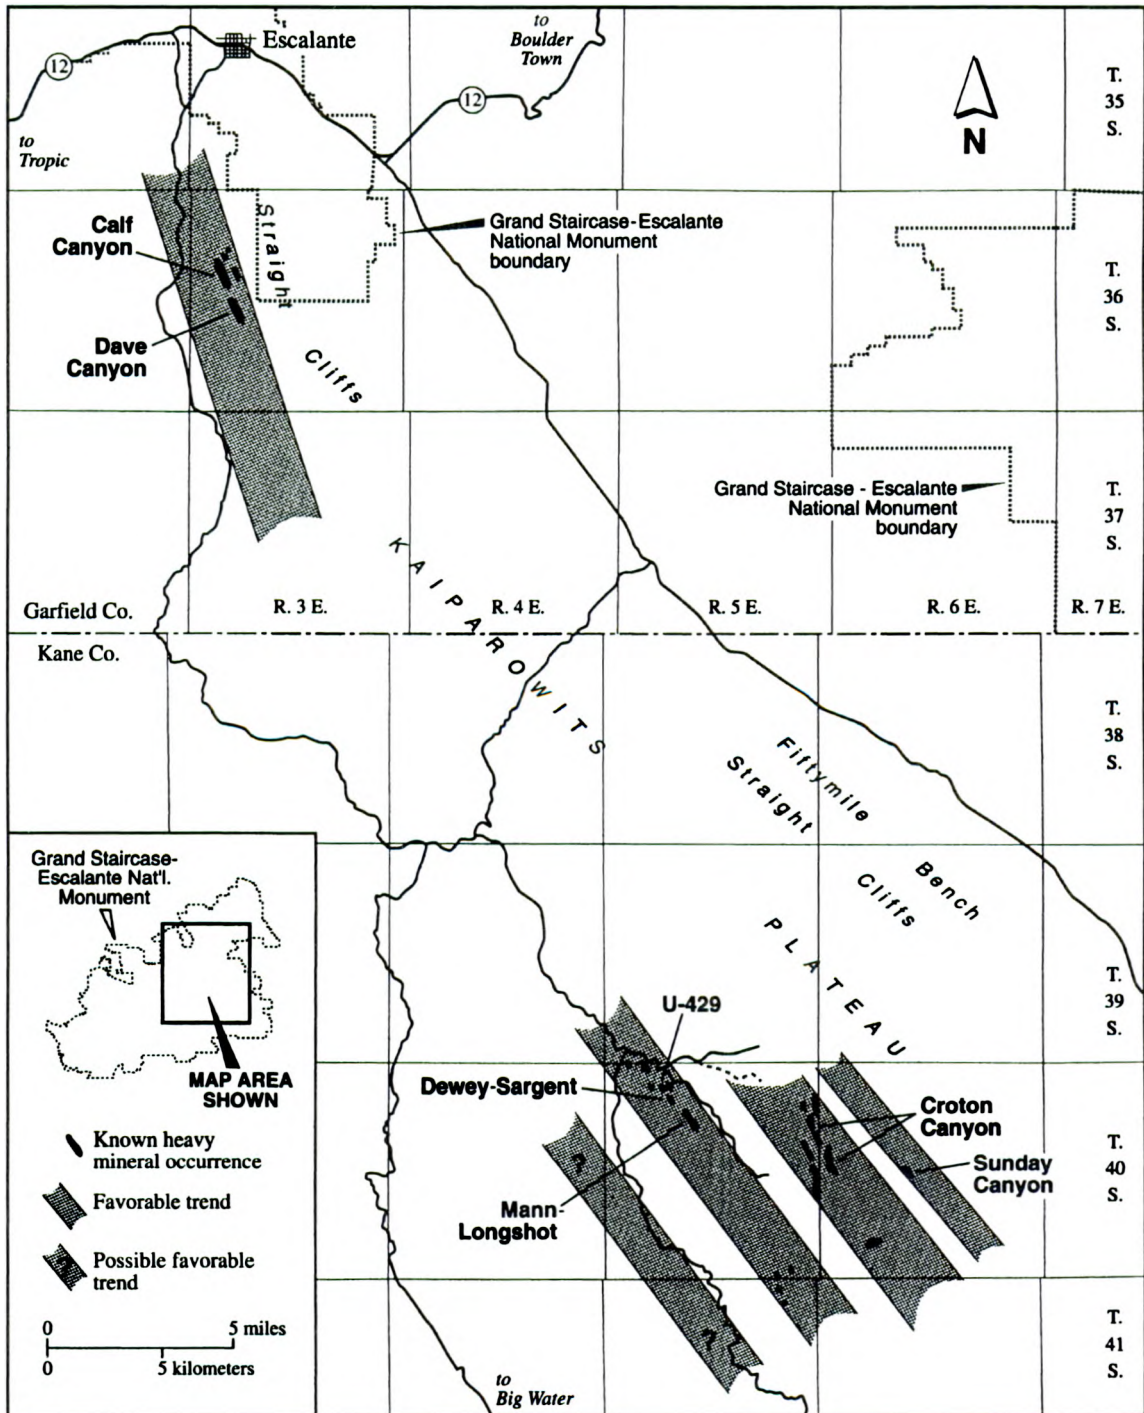 to
Boulder
Town
Escalante
12
12
to
Tropic
N
T.
35
S.
Calf
Canyon
Straight
Grand Staircase-Escalante
National Monument
boundary
T.
36
S.
Dave
Canyon
Cliffs
Grand Staircase - Escalante
National Monument
boundary
T.
37
S.
KAIPAROWITS
Garfield Co.
R. 3 E.
R. 4 E.
R. 5 E.
R. 6 E.
R. 7 E.
Kane Co.
T.
38
S.
Fiftymile
Straight
Bench
Cliffs
PLATEAU
T.
39
S.
Grand Staircase-
Escalante Nat'l.
Monument
MAP AREA
SHOWN
U-429
Dewey-Sargent
Croton
Canyon
Sunday
Canyon
T.
40
S.
Mann-
Longshot
?
?
Known heavy
mineral occurrence
Favorable trend
?
Possible favorable
trend
0
5 miles
0
5 kilometers
T.
41
S.
to
Big Water